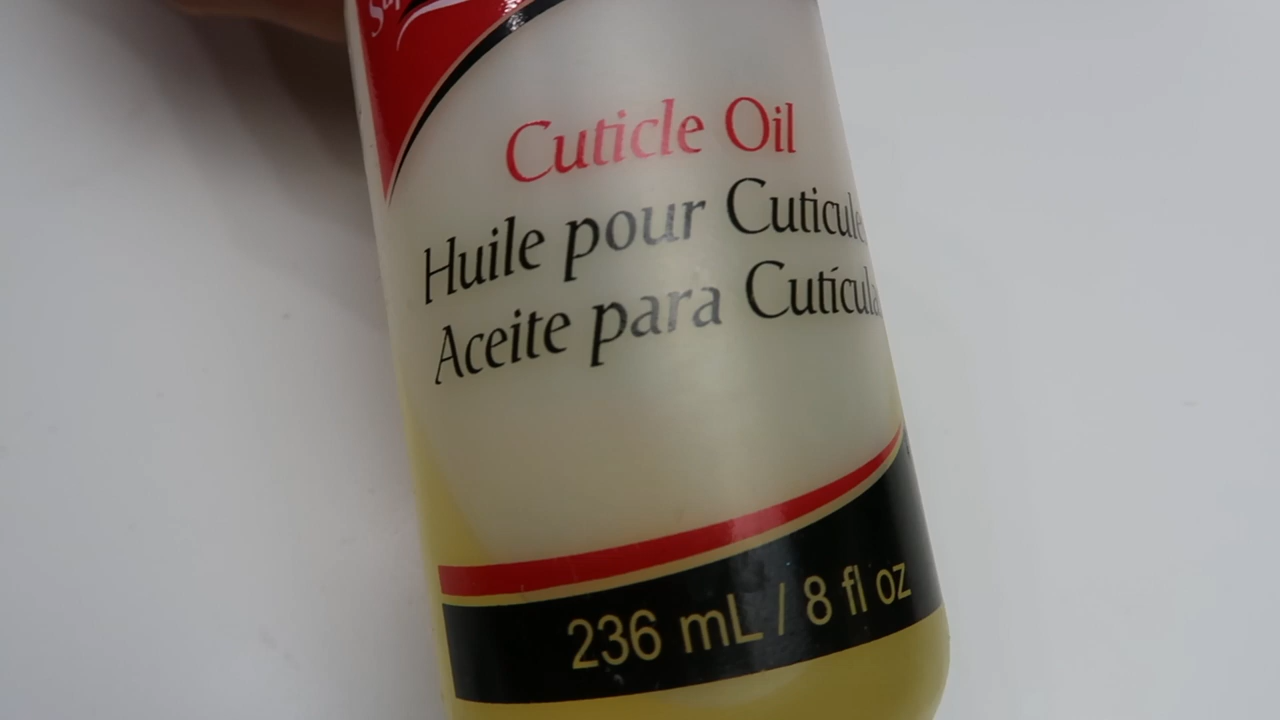 Cuticle Oil
Huile pour Cuticule
Aceite para Cutícula
236 mL / 8 fl oz